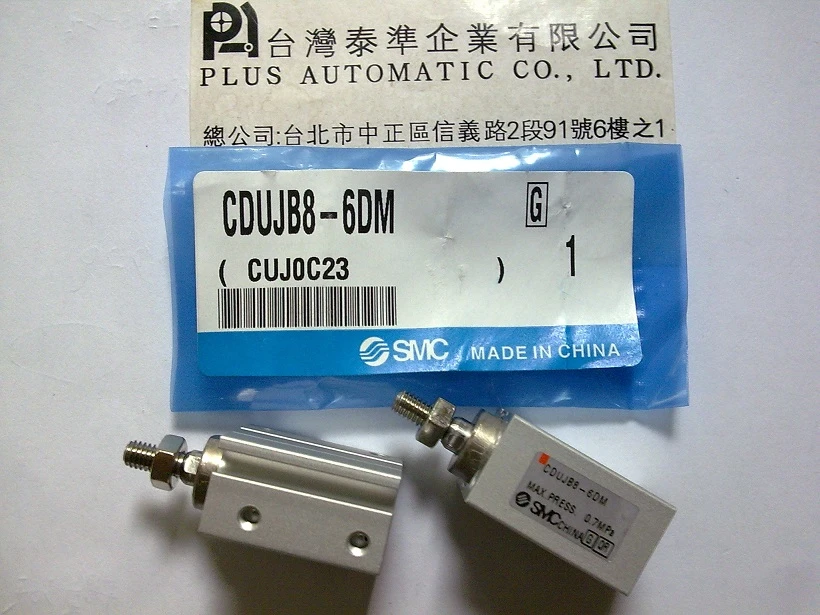 台灣泰準企業有限公司
PLUS AUTOMATIC CO., LTD.
總公司:台北市中正區信義路2段91號6樓之1
CDUJB8-6DM G
( CUJ0C23 ) 1
SMC MADE IN CHINA
CDUJB8-6DM
MAX.PRESS. 0.7MPa
SMC CHINA G QR